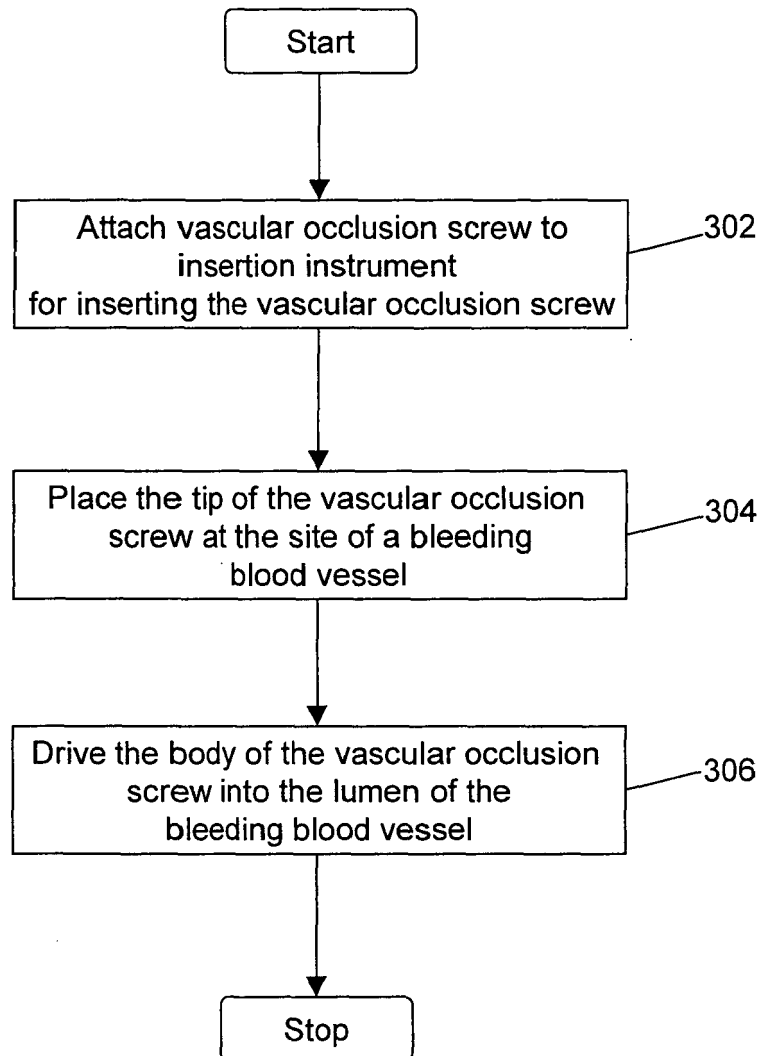 Start
Attach vascular occlusion screw to
insertion instrument
for inserting the vascular occlusion screw
302
Place the tip of the vascular occlusion
screw at the site of a bleeding
blood vessel
304
Drive the body of the vascular occlusion
screw into the lumen of the
bleeding blood vessel
306
Stop